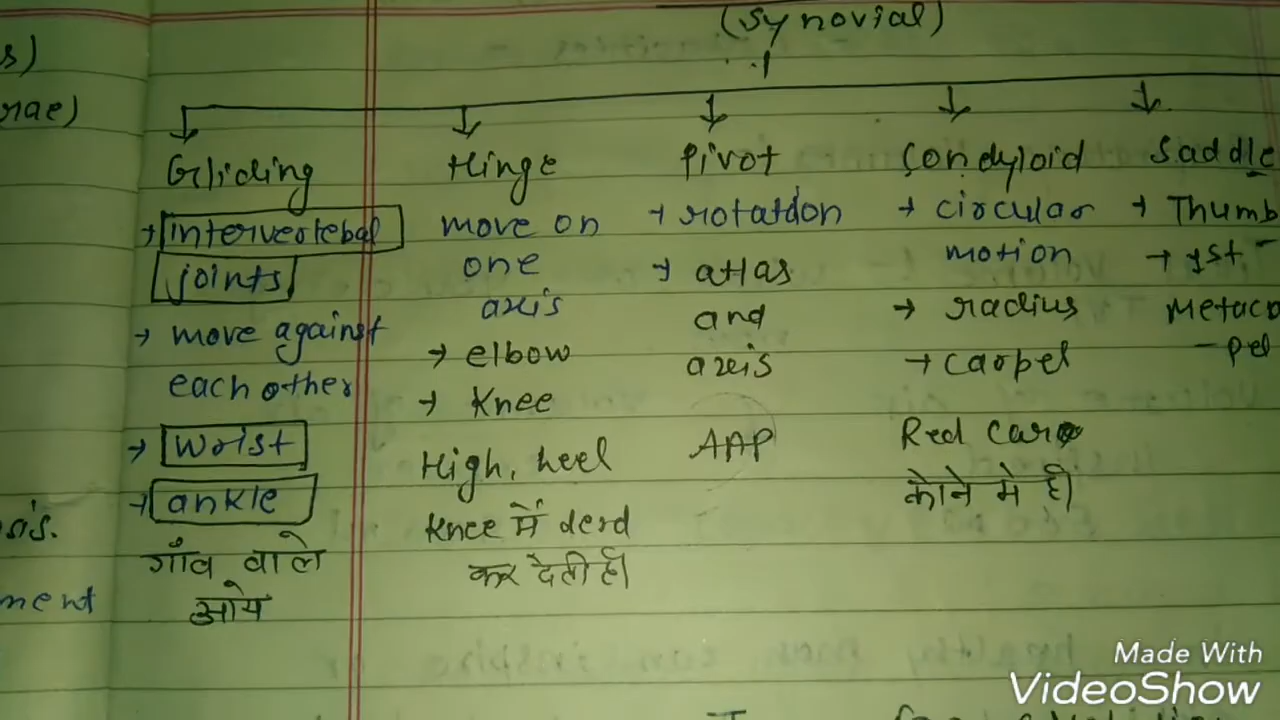 (Synovial)
Gliding
→ intervertebal
joints
→ move against
each other
→ Wrist
→ ankle
गाँव वाले
आये
Hinge
move on
one
axis
→ elbow
→ Knee
High, heel
Knee में derd
कर देती है।
Pivot
→ rotation
→ atlas
and
axis
AAP
Condyloid
→ circular
motion
→ radius
→ carpel
Red car
कोने मे है।
Saddle
→ Thumb
→ 1st -
Metaca
-pel
s)
rae)
ment
Made With
VideoShow